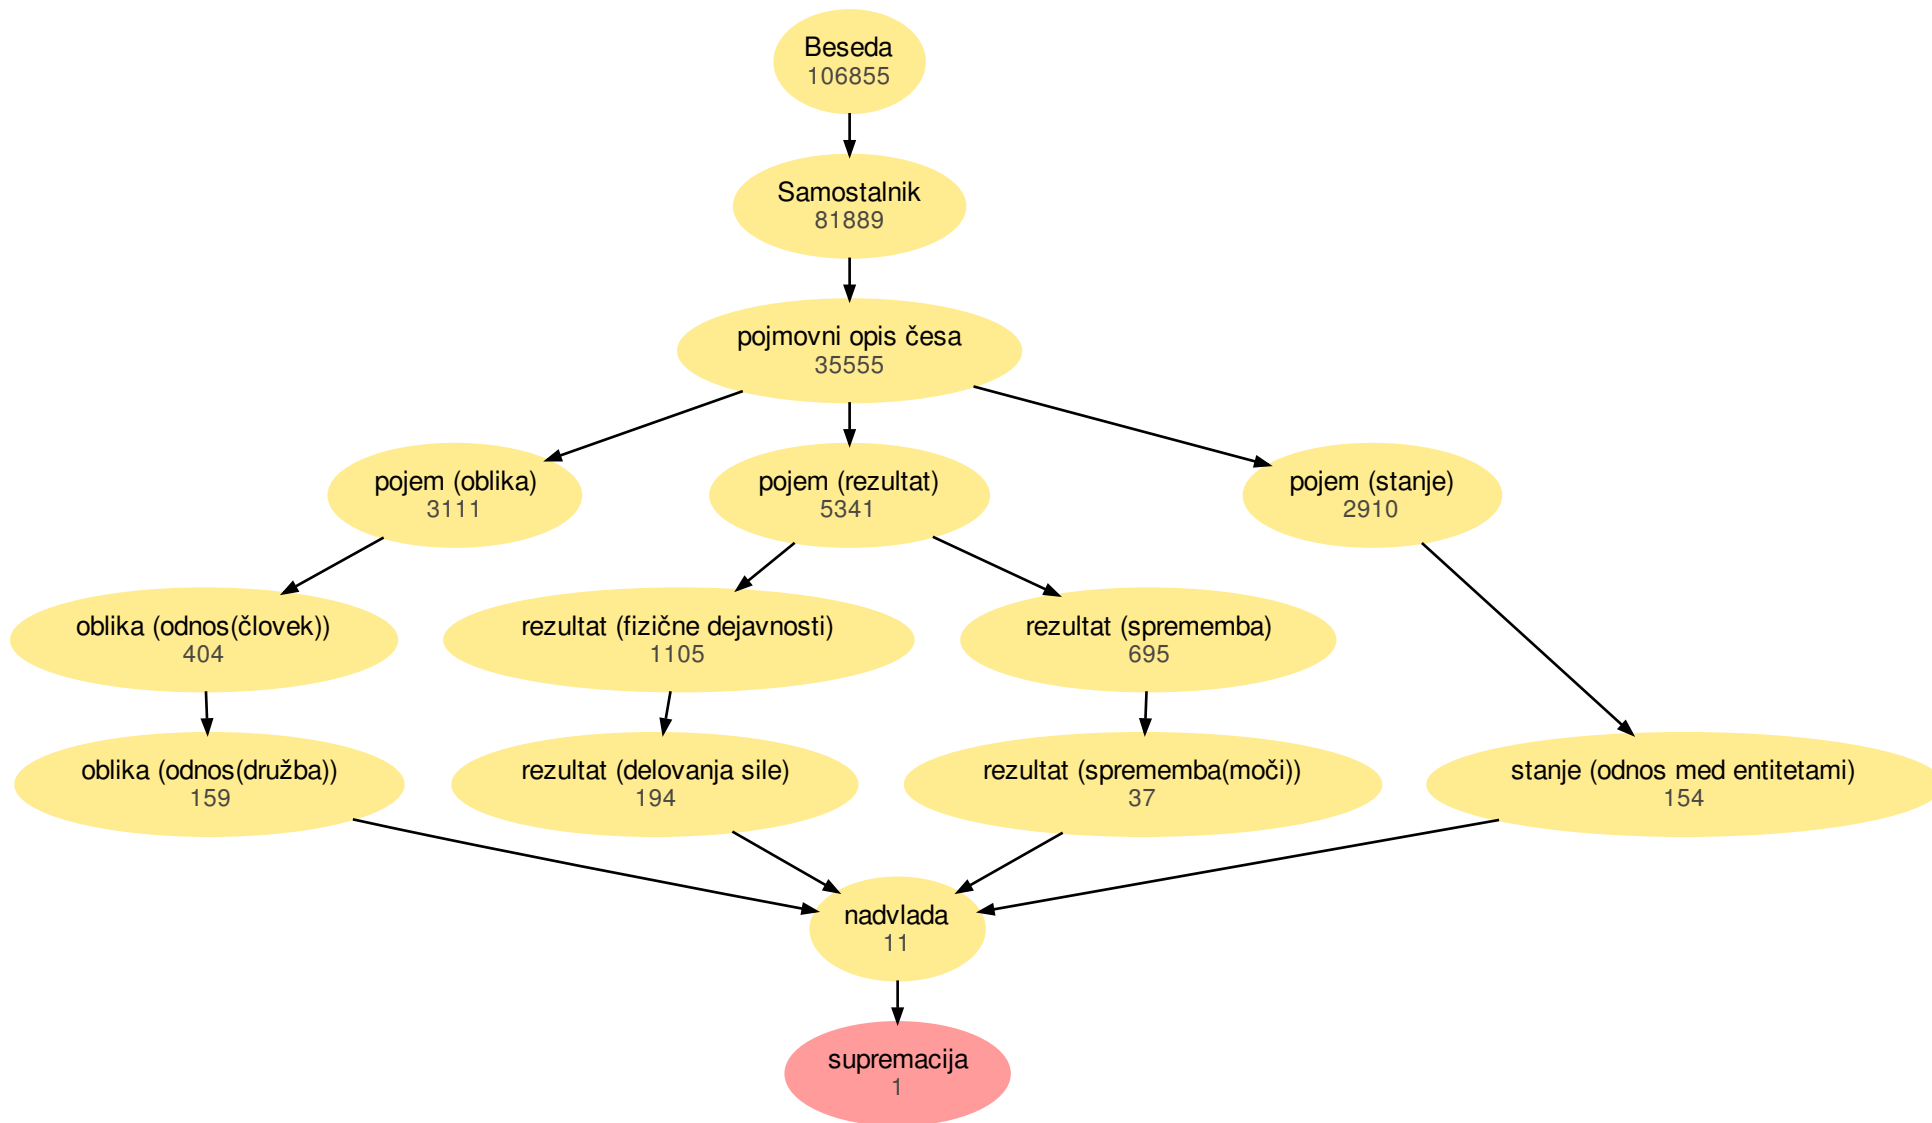 Beseda
106855
Samostalnik
81889
pojmovni opis česa
35555
pojem (oblika)
3111
pojem (rezultat)
5341
pojem (stanje)
2910
oblika (odnos(človek))
404
rezultat (fizične dejavnosti)
1105
rezultat (sprememba)
695
oblika (odnos(družba))
159
rezultat (delovanja sile)
194
rezultat (sprememba(moči))
37
stanje (odnos med entitetami)
154
nadvlada
11
supremacija
1